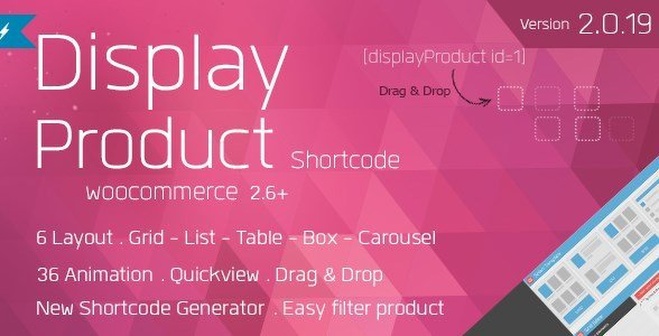 Version 2.0.19
Display
Product Shortcode
woocommerce 2.6+
[displayProduct id=1]
Drag & Drop
6 Layout . Grid - List - Table - Box - Carousel
36 Animation . Quickview . Drag & Drop
New Shortcode Generator . Easy filter product